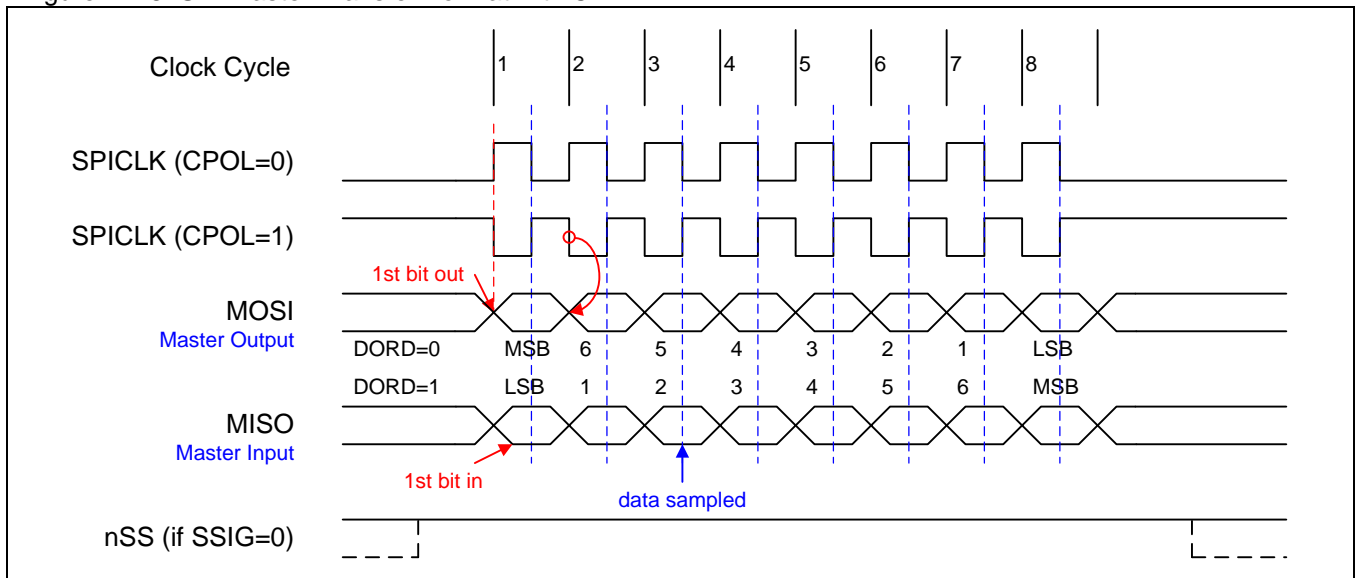 Clock Cycle 1 2 3 4 5 6 7 8
SPICLK (CPOL=0)
SPICLK (CPOL=1)
1st bit out
MOSI
Master Output
DORD=0 MSB 6 5 4 3 2 1 LSB
DORD=1 LSB 1 2 3 4 5 6 MSB
MISO
Master Input
1st bit in
data sampled
nSS (if SSIG=0)